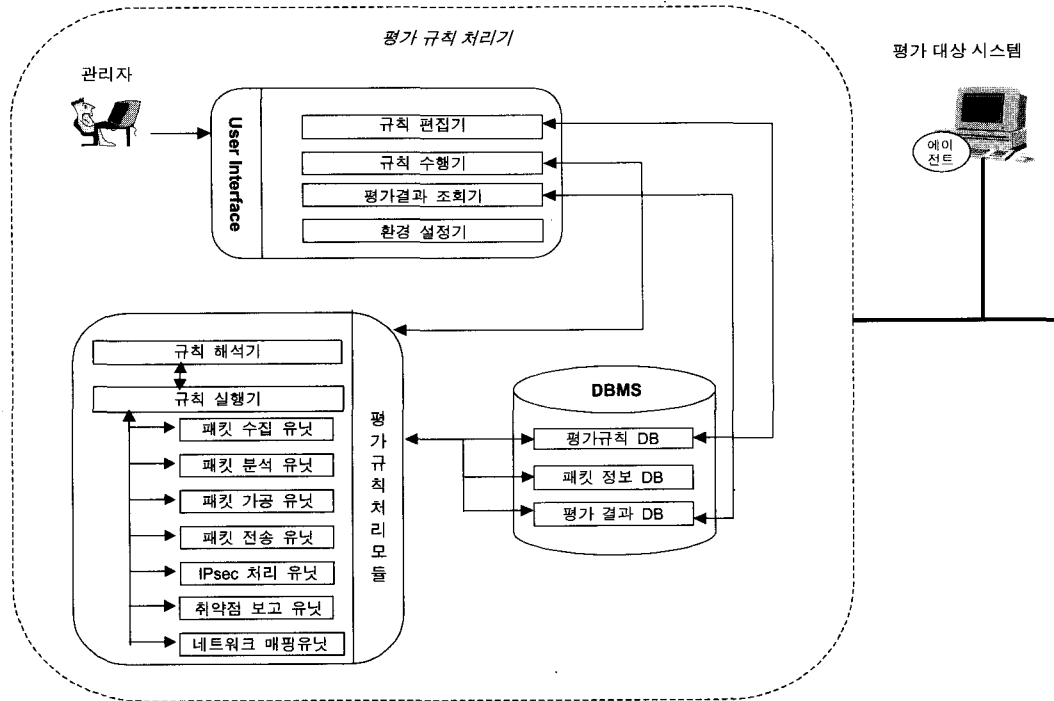 평가 규칙 처리기
평가 대상 시스템
관리자
에이
전트
User Interface
규칙 편집기
규칙 수행기
평가결과 조회기
환경 설정기
규칙 해석기
규칙 실행기
패킷 수집 유닛
패킷 분석 유닛
패킷 가공 유닛
패킷 전송 유닛
IPsec 처리 유닛
취약점 보고 유닛
네트워크 매핑유닛
평가규칙처리모듈
DBMS
평가규칙 DB
패킷 정보 DB
평가 결과 DB